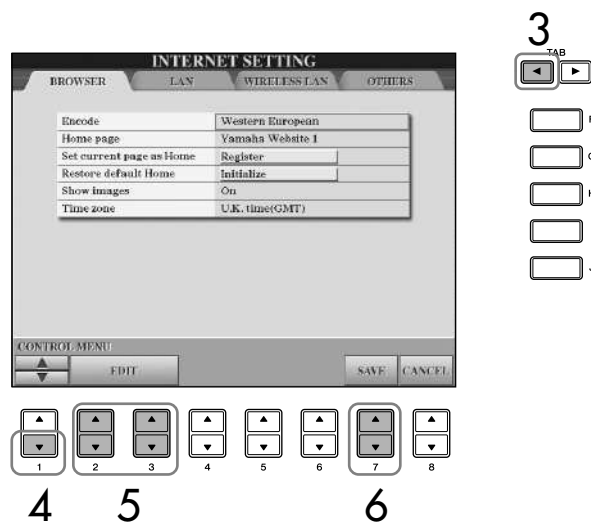 3
TAB
INTERNET SETTING
BROWSER LAN WIRELESS LAN OTHERS
Encode Western European
Home page Yamaha Website 1
Set current page as Home Register
Restore default Home Initialize
Show images On
Time zone U.K. time(GMT)
CONTROL MENU
EDIT SAVE CANCEL
1 2 3 4 5 6 7 8
4 5 6